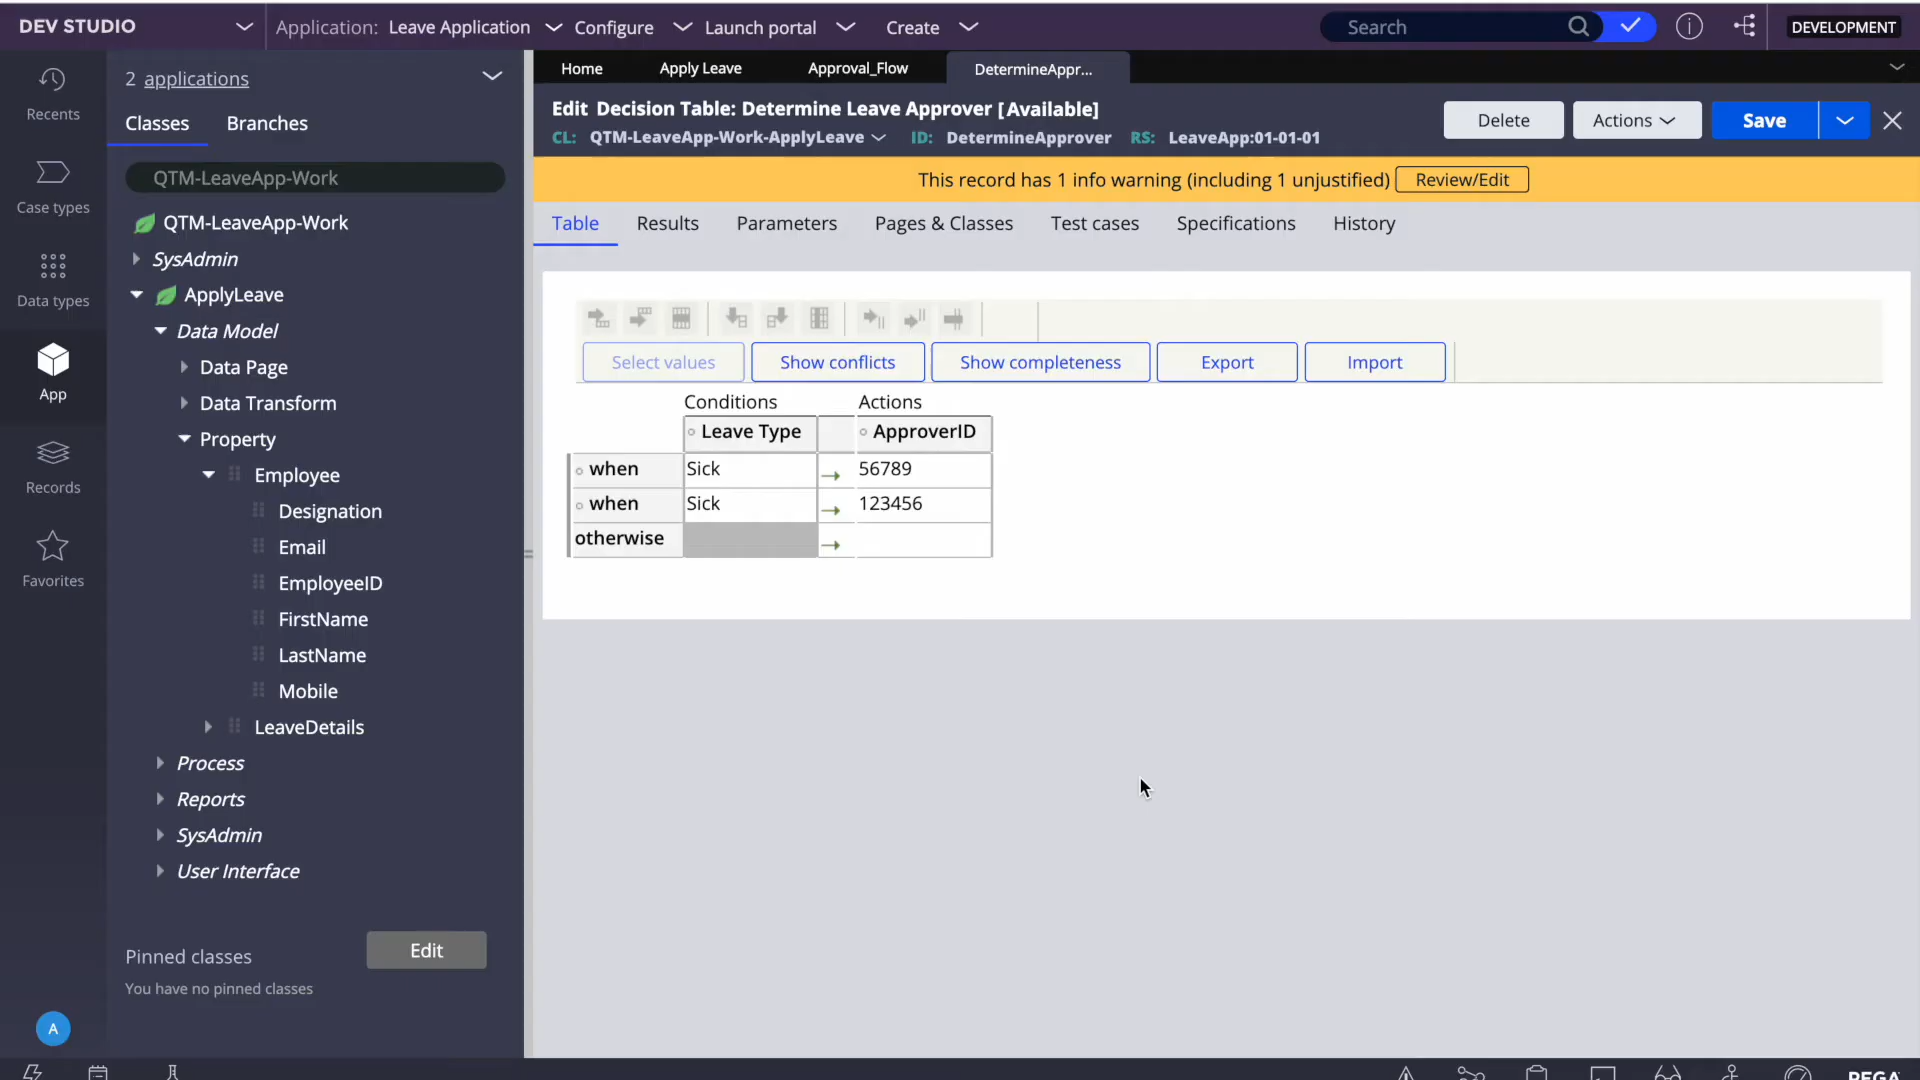 DEV STUDIO
Application: Leave Application
Configure
Launch portal
Create
Search
DEVELOPMENT
Recents
Case types
Data types
App
Records
Favorites
A
2 applications
Classes
Branches
QTM-LeaveApp-Work
QTM-LeaveApp-Work
SysAdmin
ApplyLeave
Data Model
Data Page
Data Transform
Property
Employee
Designation
Email
EmployeeID
FirstName
LastName
Mobile
LeaveDetails
Process
Reports
SysAdmin
User Interface
Pinned classes
Edit
You have no pinned classes
Home
Apply Leave
Approval_Flow
DetermineAppr...
Edit Decision Table: Determine Leave Approver [Available]
CL: QTM-LeaveApp-Work-ApplyLeave ID: DetermineApprover RS: LeaveApp:01-01-01
Delete
Actions
Save
This record has 1 info warning (including 1 unjustified)
Review/Edit
Table
Results
Parameters
Pages & Classes
Test cases
Specifications
History
Select values
Show conflicts
Show completeness
Export
Import
Conditions Actions
Leave Type ApproverID
when Sick 56789
when Sick 123456
otherwise
PEGA